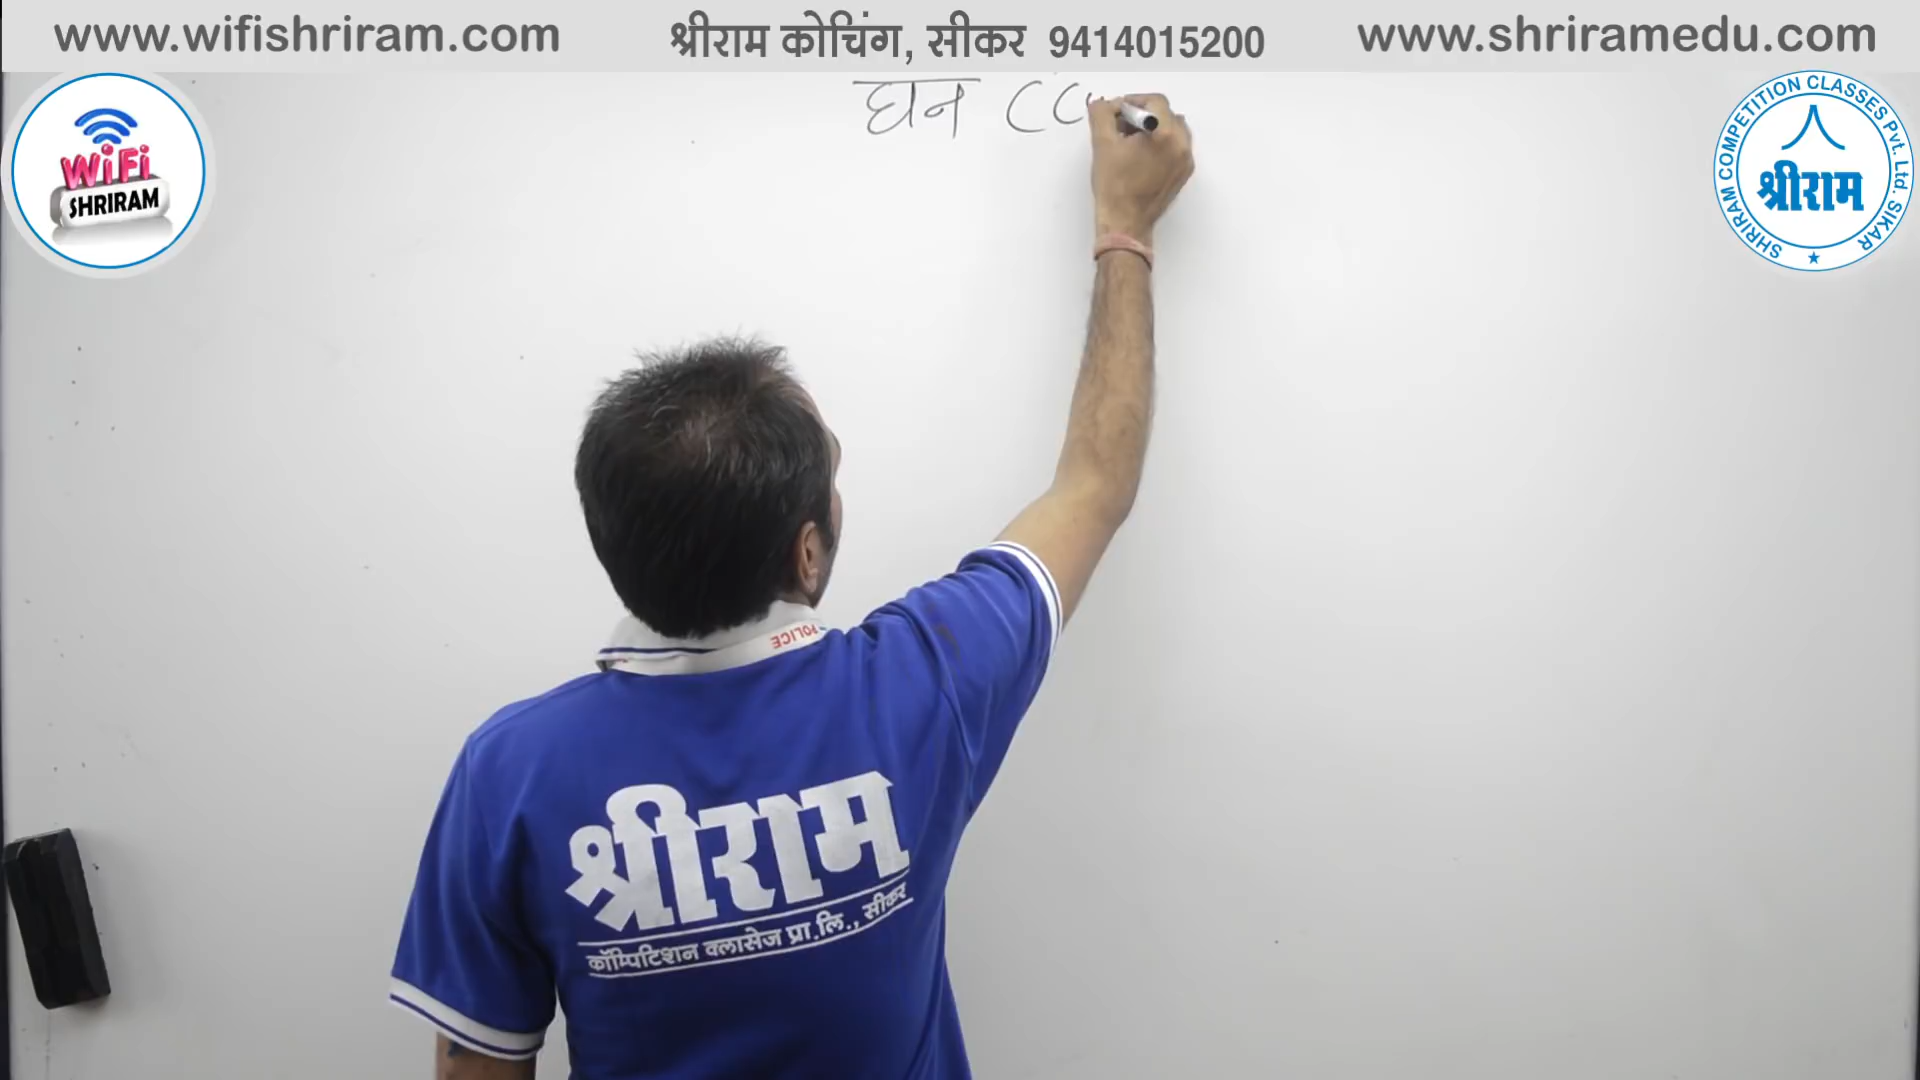 www.wifishriram.com
श्रीराम कोचिंग, सीकर 9414015200
www.shriramedu.com
घन (C
WiFi
SHRIRAM
SHRIRAM COMPETITION CLASSES Pvt. Ltd. SIKAR
श्रीराम
POLICE
श्रीराम
कॉम्पिटिशन क्लासेज प्रा.लि., सीकर